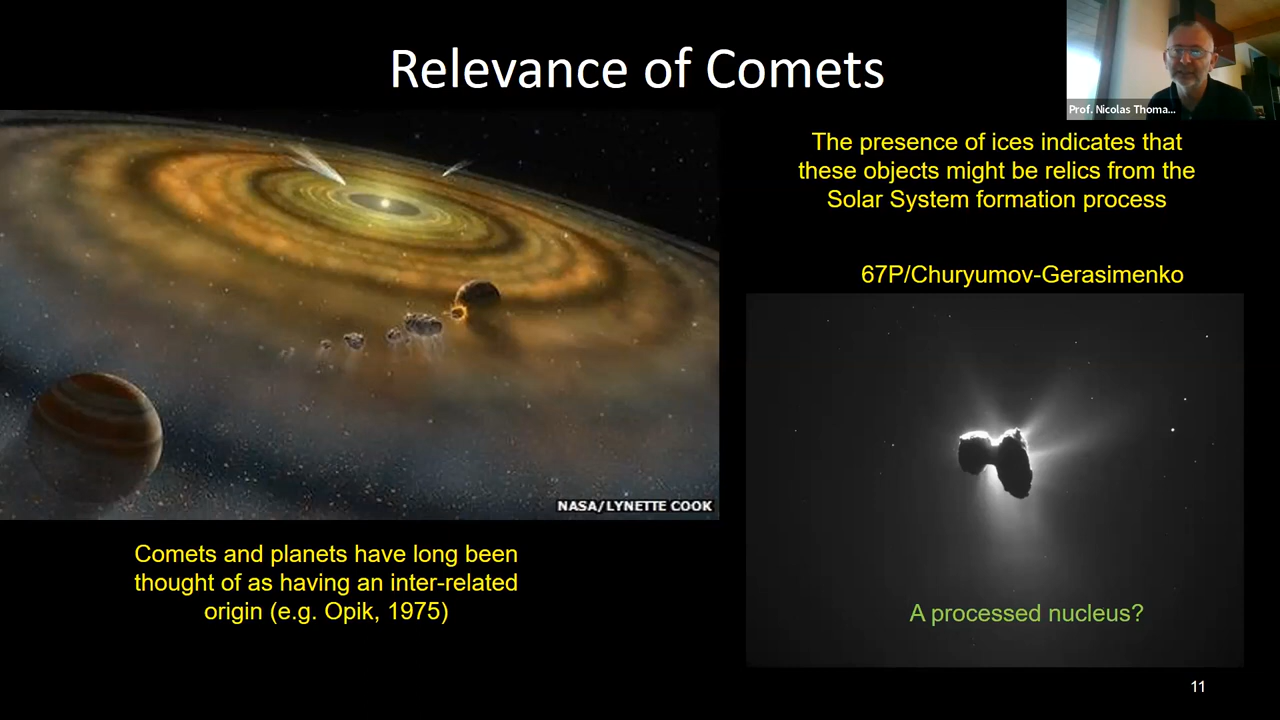 Relevance of Comets
Prof. Nicolas Thoma...
The presence of ices indicates that
these objects might be relics from the
Solar System formation process
67P/Churyumov-Gerasimenko
NASA/LYNETTE COOK
Comets and planets have long been
thought of as having an inter-related
origin (e.g. Opik, 1975)
A processed nucleus?
11